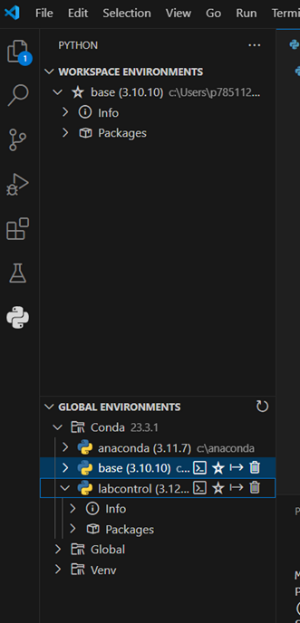 File Edit Selection View Go Run
PYTHON
WORKSPACE ENVIRONMENTS
base (3.10.10) c:\Users\p785112...
Info
Packages
1
GLOBAL ENVIRONMENTS
Conda 23.3.1
anaconda (3.11.7) c:\anaconda
base (3.10.10) c...
labcontrol (3.12...
Info
Packages
Global
Venv